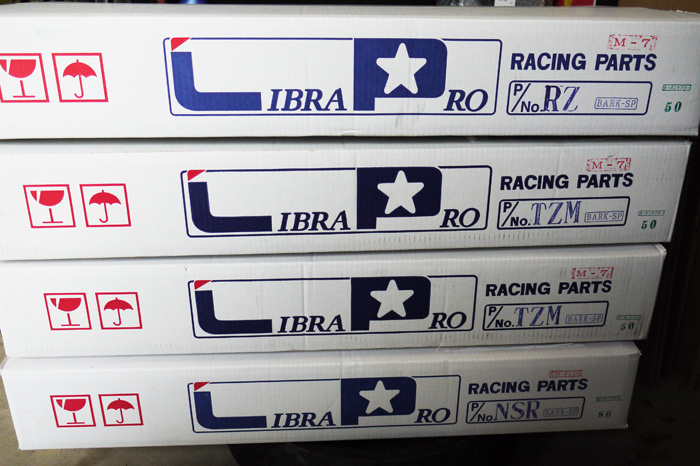 M-7
LIBRA PRO RACING PARTS
P/No. RZ BARK-SP
50
M-7
LIBRA PRO RACING PARTS
P/No. TZM BARK-SP
50
M-7
LIBRA PRO RACING PARTS
P/No. TZM BARK-SP
50
LIBRA PRO RACING PARTS
P/No. NSR BARK-SP
80